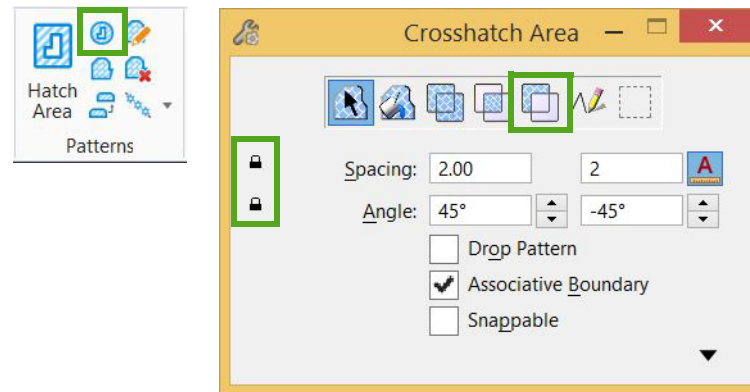 Hatch
Area
Patterns
Crosshatch Area
Spacing: 2.00 2 A
Angle: 45° -45°
Drop Pattern
Associative Boundary
Snappable